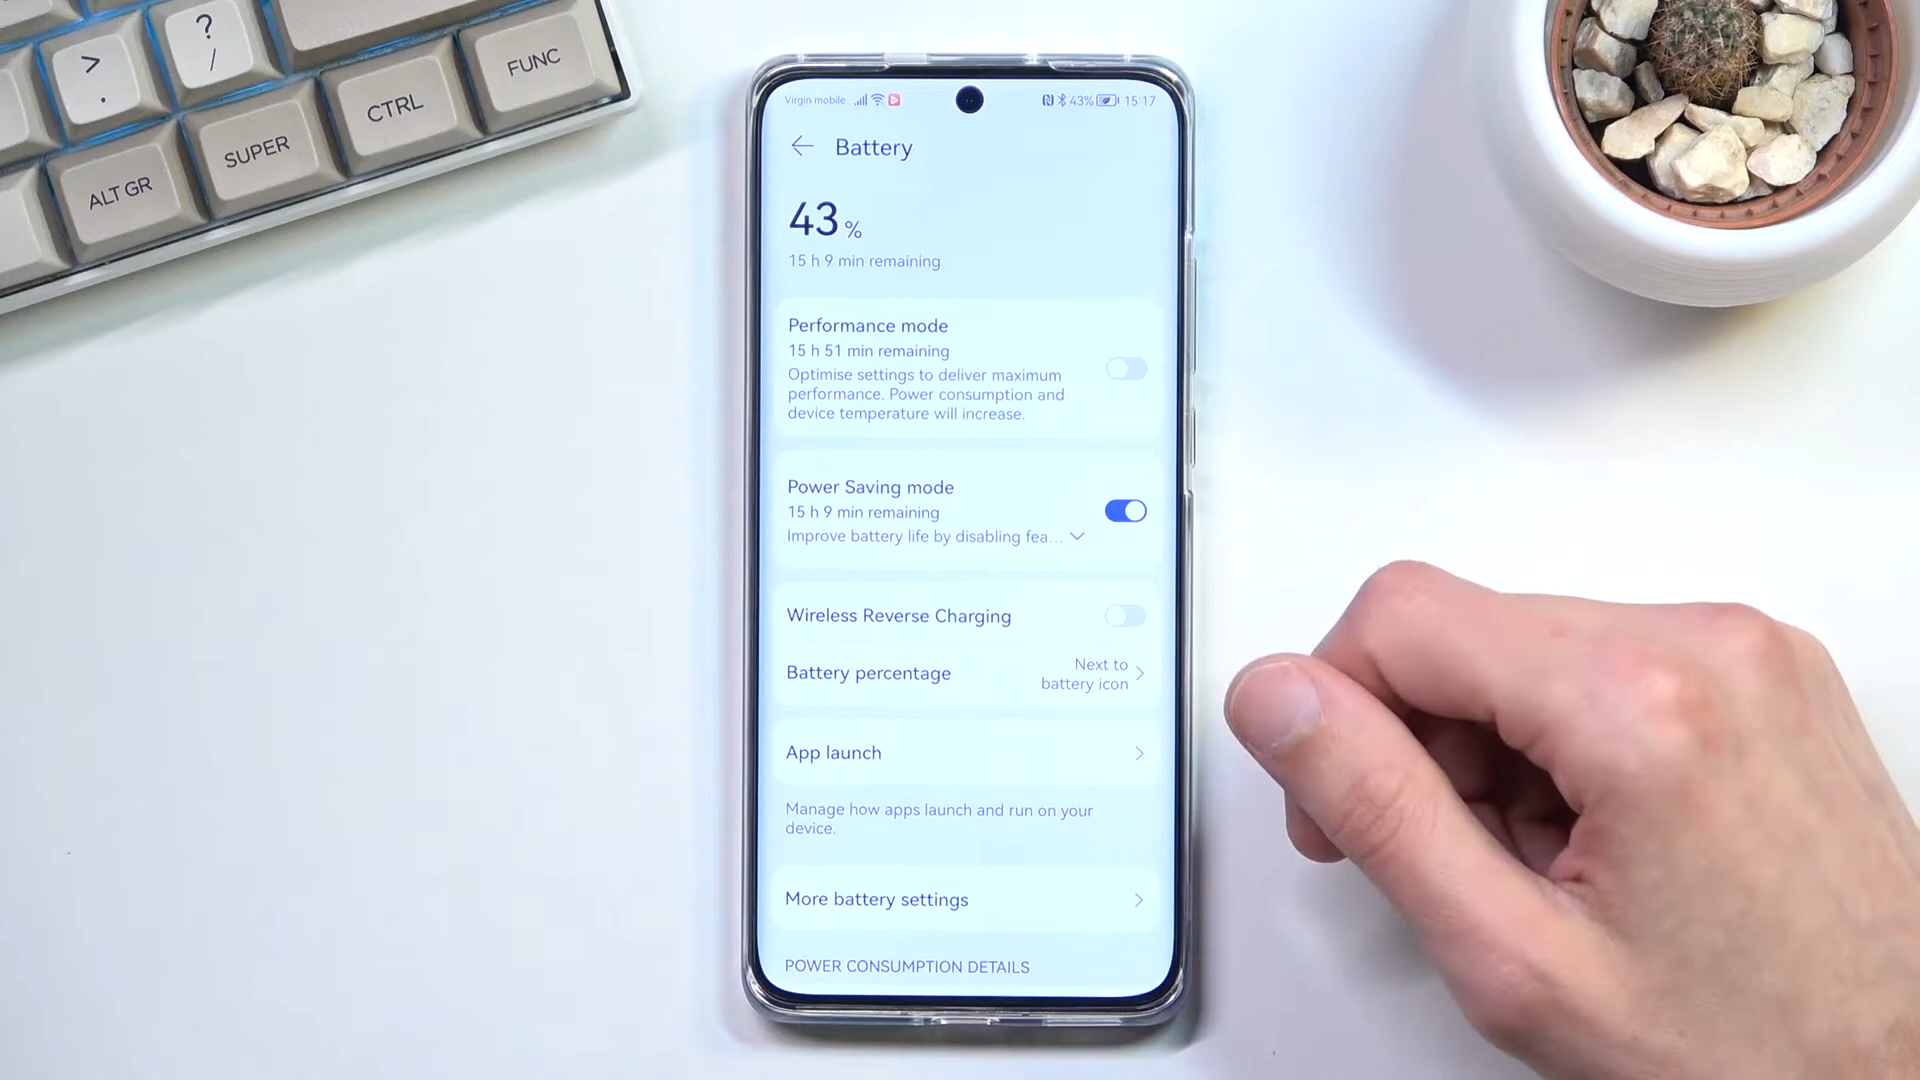 >
.
?
/
FUNC
CTRL
SUPER
ALT GR
Virgin mobile 43% 15:17
Battery
43 %
15 h 9 min remaining
Performance mode
15 h 51 min remaining
Optimise settings to deliver maximum
performance. Power consumption and
device temperature will increase.
Power Saving mode
15 h 9 min remaining
Improve battery life by disabling fea...
Wireless Reverse Charging
Battery percentage
Next to
battery icon
App launch
Manage how apps launch and run on your
device.
More battery settings
POWER CONSUMPTION DETAILS